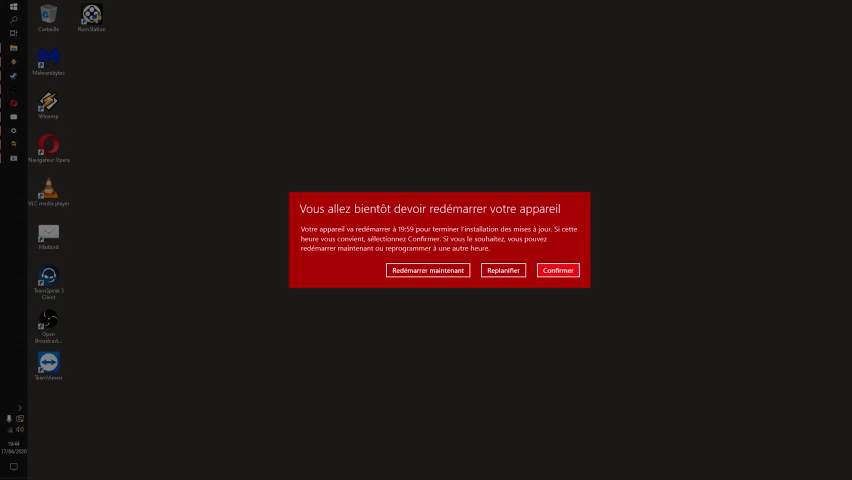 Corbeille
RomStation
Malwarebytes
Winamp
Navigateur Opera
VLC media player
Mailbird
TeamSpeak 3
Client
Open
Broadcast...
TeamViewer
Vous allez bientôt devoir redémarrer votre appareil
Votre appareil va redémarrer à 19:59 pour terminer l'installation des mises à jour. Si cette
heure vous convient, sélectionnez Confirmer. Si vous le souhaitez, vous pouvez
redémarrer maintenant ou reprogrammer à une autre heure.
Redémarrer maintenant
Replanifier
Confirmer
19:44
17/04/2020